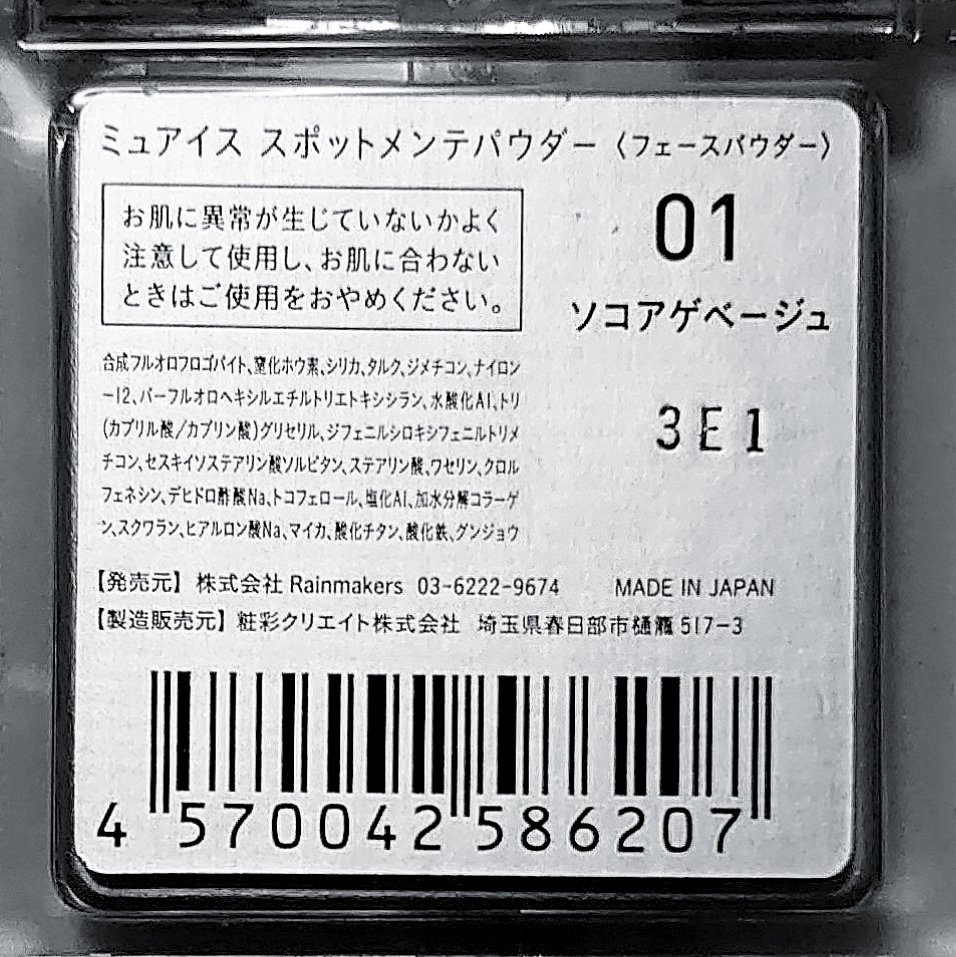 ミュアイス スポットメンテパウダー〈フェースパウダー〉
お肌に異常が生じていないかよく
注意して使用し、お肌に合わない
ときはご使用をおやめください。
01
ソコアゲベージュ
3E1
合成フルオロフロゴパイト、窒化ホウ素、シリカ、タルク、ジメチコン、ナイロン
-12、パーフルオロヘキシルエチルトリエトキシシラン、水酸化Al、トリ
(カプリル酸/カプリン酸)グリセリル、ジフェニルシロキシフェニルトリメ
チコン、セスキイソステアリン酸ソルビタン、ステアリン酸、ワセリン、クロル
フェネシン、デヒドロ酢酸Na、トコフェロール、塩化Al、加水分解コラーゲ
ン、スクワラン、ヒアルロン酸Na、マイカ、酸化チタン、酸化鉄、グンジョウ
【発売元】 株式会社 Rainmakers 03-6222-9674 MADE IN JAPAN
【製造販売元】 粧彩クリエイト株式会社 埼玉県春日部市樋籠 517-3
4 570042 586207